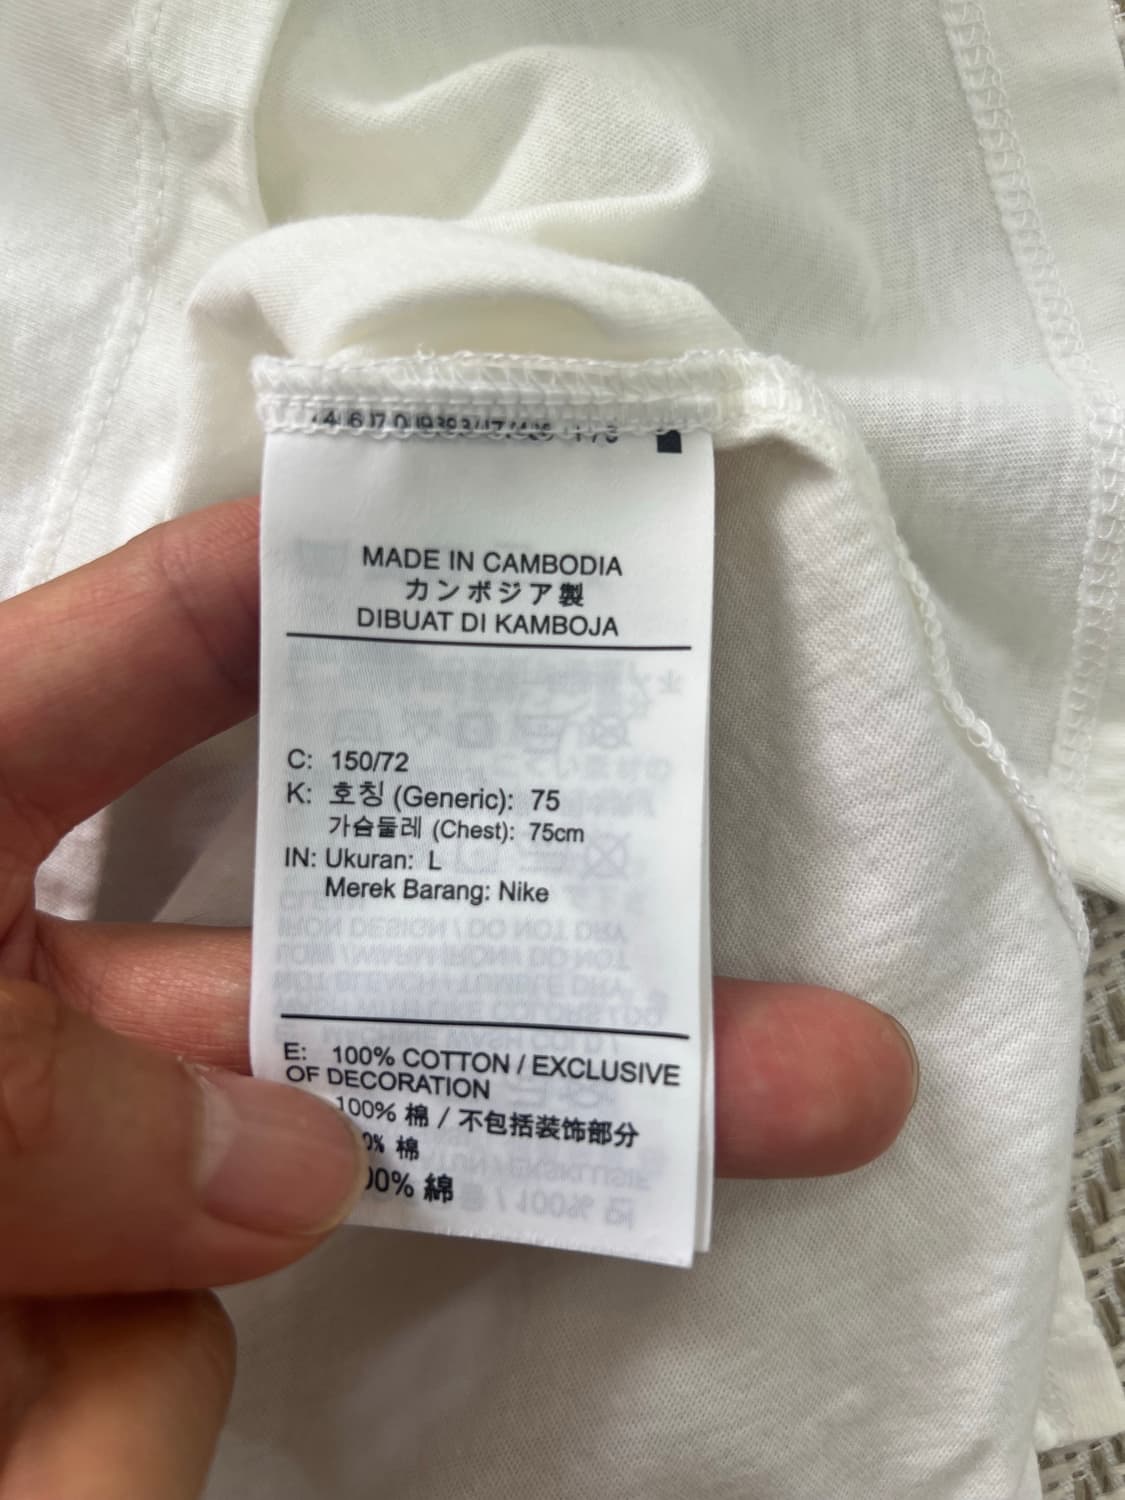 MADE IN CAMBODIA
カンボジア製
DIBUAT DI KAMBOJA
C: 150/72
K: 호칭 (Generic): 75
가슴둘레 (Chest): 75cm
IN: Ukuran: L
Merek Barang: Nike
E: 100% COTTON / EXCLUSIVE
OF DECORATION
100% 棉 / 不包括装饰部分
0% 棉
00% 綿